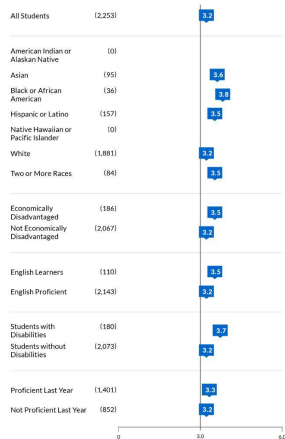 All Students (2,253) 3.2
American Indian or (0)
Alaskan Native
Asian (95) 3.6
Black or African (36) 3.8
American
Hispanic or Latino (157) 3.5
Native Hawaiian or (0)
Pacific Islander
White (1,881) 3.2
Two or More Races (84) 3.5
Economically (186) 3.5
Disadvantaged
Not Economically (2,067) 3.2
Disadvantaged
English Learners (110) 3.5
English Proficient (2,143) 3.2
Students with (180) 3.7
Disabilities
Students without (2,073) 3.2
Disabilities
Proficient Last Year (1,401) 3.3
Not Proficient Last Year (852) 3.2
0 3.0 6.0